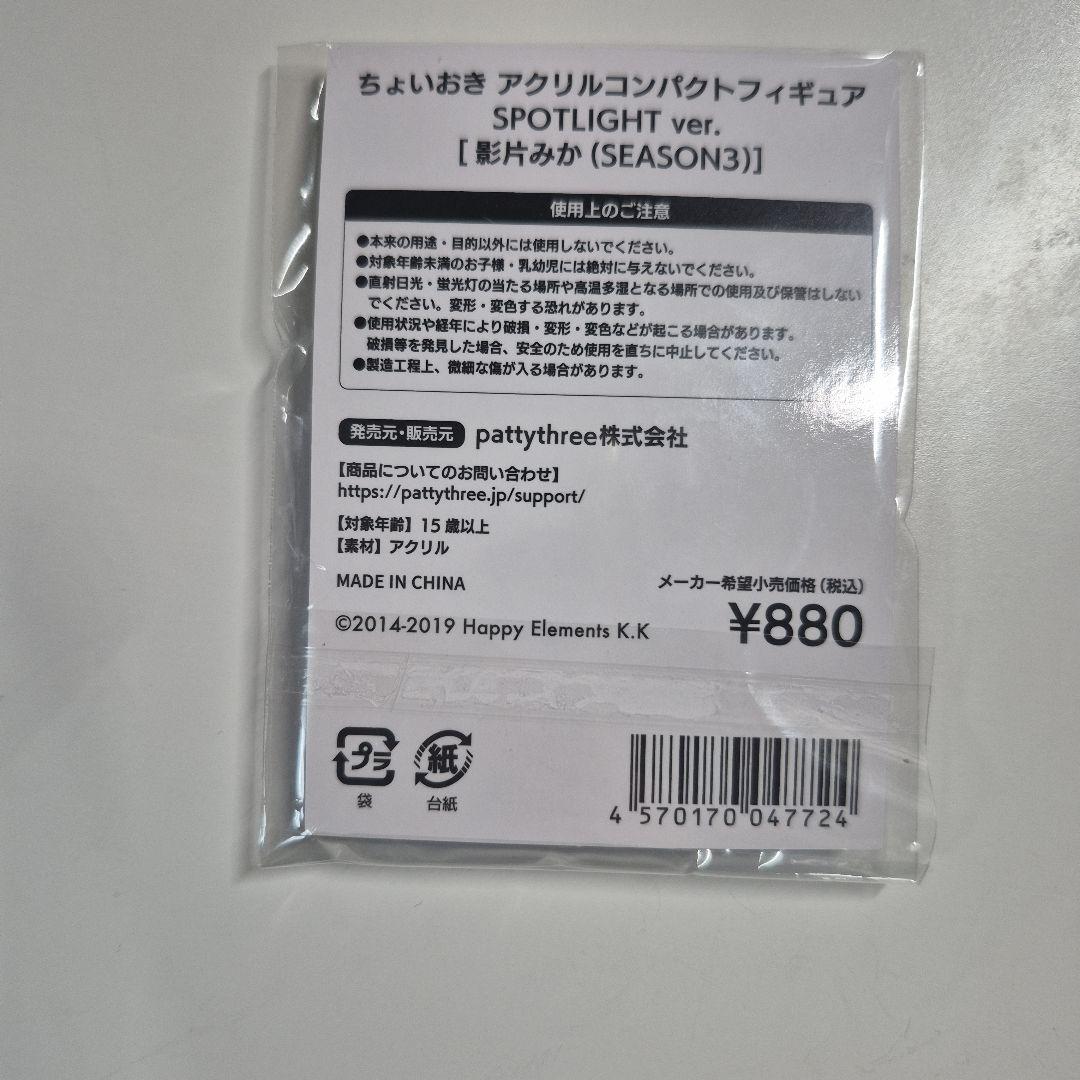 ちょいおき アクリルコンパクトフィギュア
SPOTLIGHT ver.
[ 影片みか (SEASON3)]
使用上のご注意
●本来の用途・目的以外には使用しないでください。
●対象年齢未満のお子様・乳幼児には絶対に与えないでください。
●直射日光・蛍光灯の当たる場所や高温多湿となる場所での使用及び保管はしない
でください。変形・変色する恐れがあります。
●使用状況や経年により破損・変形・変色などが起こる場合があります。
破損等を発見した場合、安全のため使用を直ちに中止してください。
●製造工程上、微細な傷が入る場合があります。
発売元・販売元 pattythree株式会社
【商品についてのお問い合わせ】
https://pattythree.jp/support/
【対象年齢】15 歳以上
【素材】アクリル
MADE IN CHINA
メーカー希望小売価格(税込)
¥880
©2014-2019 Happy Elements K.K
プラ 紙
袋 台紙
4 570170 047724